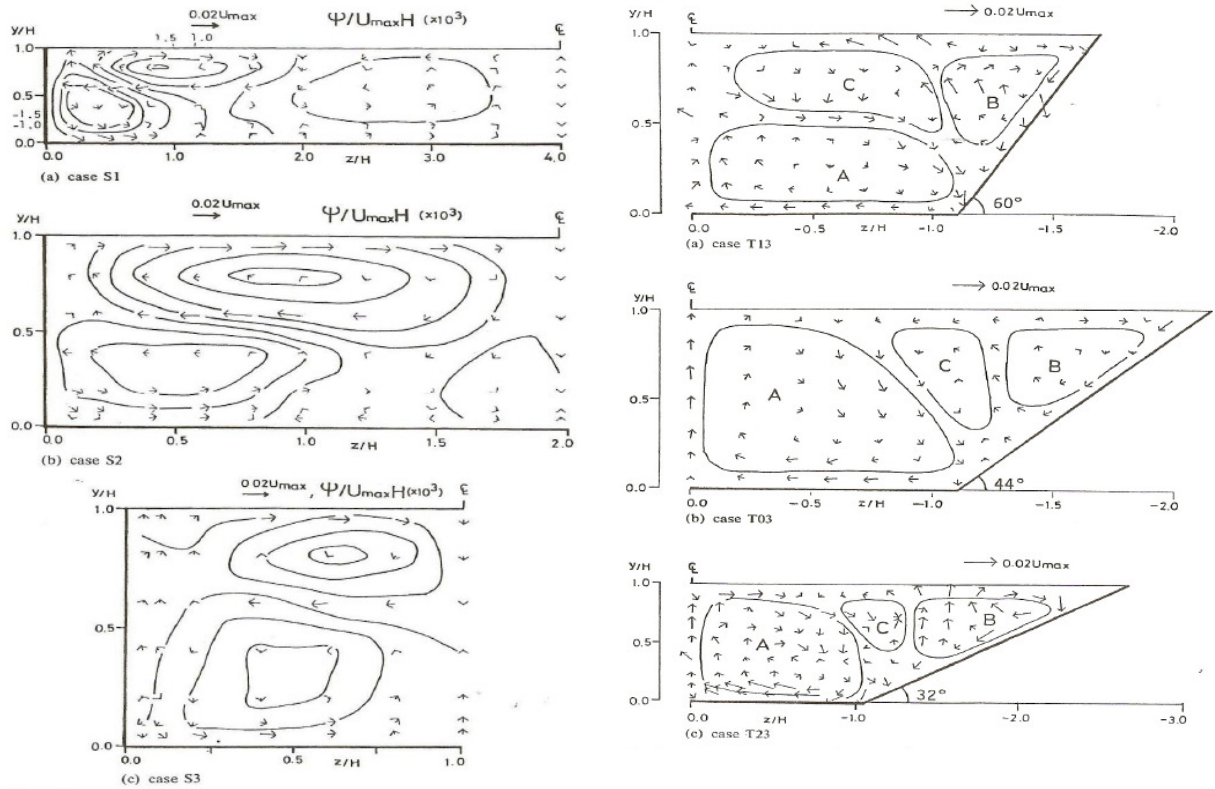 0.02Umax Ψ/UmaxH (×10³) ℄
Y/H
1.5 1.0
1.0
0.5
-1.5
-1.0
0.0
0.0 1.0 2.0 z/H 3.0 4.0
(a) case S1
0.02Umax Ψ/UmaxH (×10³) ℄
Y/H
1.0
0.5
0.0
0.0 0.5 1.0 z/H 1.5 2.0
(b) case S2
0.02Umax, Ψ/UmaxH(×10³) ℄
Y/H
1.0
0.5
0.0
0.5 z/H 1.0
(c) case S3
℄ 0.02Umax
Y/H
1.0
C
B
0.5
A
60°
0.0
0.0 -0.5 z/H -1.0 -1.5 -2.0
(a) case T13
℄ 0.02Umax
Y/H
1.0
A C B
0.5
44°
0.0
0.0 -0.5 z/H -1.0 -1.5 -2.0
(b) case T03
℄ 0.02Umax
Y/H
1.0
A C B
0.5
32°
0.0
0.0 z/H -1.0 -2.0 -3.0
(c) case T23